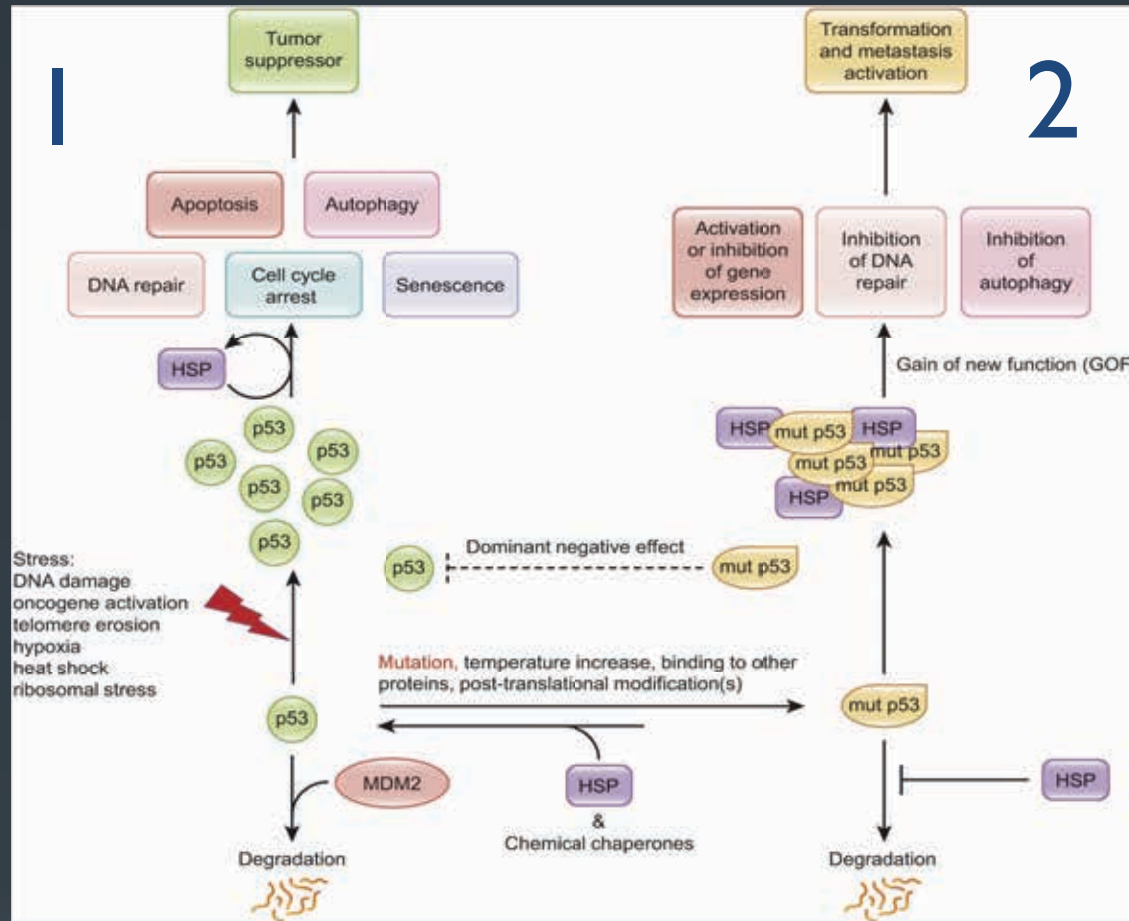 1
Tumor
suppressor
Apoptosis
Autophagy
DNA repair
Cell cycle
arrest
Senescence
HSP
p53
p53
p53
p53
p53
p53
Stress:
DNA damage
oncogene activation
telomere erosion
hypoxia
heat shock
ribosomal stress
p53
MDM2
Degradation
p53
Dominant negative effect
mut p53
Mutation, temperature increase, binding to other
proteins, post-translational modification(s)
HSP
&
Chemical chaperones
2
Transformation
and metastasis
activation
Activation
or inhibition
of gene
expression
Inhibition
of DNA
repair
Inhibition
of
autophagy
Gain of new function (GOF
HSP
mut p53
HSP
mut p53
mut p53
HSP
mut p53
mut p53
HSP
Degradation